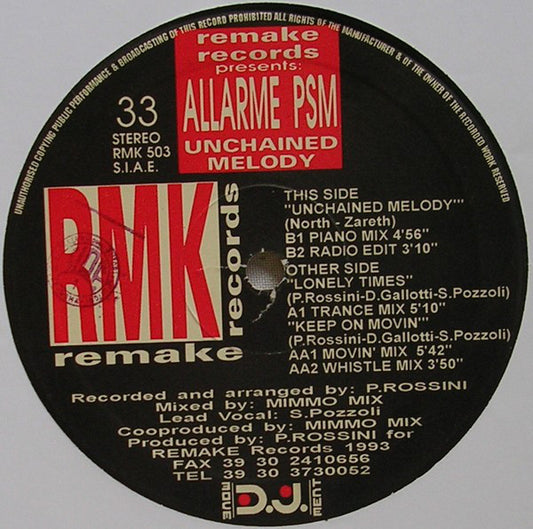 UNAUTHORISED COPYING PUBLIC PERFORMANCE & BROADCASTING OF THIS RECORD PROHIBITED ALL RIGHTS OF THE MANUFACTURER & OF THE OWNER OF THE RECORDED WORK RESERVED
remake
records
presents:
ALLARME PSM
UNCHAINED
MELODY
33
STEREO
RMK 503
S.I.A.E.
RMK
records
remake
THIS SIDE
"UNCHAINED MELODY'"
(North - Zareth)
B1 PIANO MIX 4'56"
B2 RADIO EDIT 3'10"
OTHER SIDE
"LONELY TIMES"
(P.Rossini-D.Gallotti-S.Pozzoli)
A1 TRANCE MIX 5'10"
"KEEP ON MOVIN'"
(P.Rossini-D.Gallotti-S.Pozzoli)
AA1 MOVIN' MIX 5'42"
AA2 WHISTLE MIX 3'50"
Recorded and arranged by: P.ROSSINI
Mixed by: MIMMO MIX
Lead Vocal: S.Pozzoli
Cooproduced by: MIMMO MIX
Produced by: P.ROSSINI for
REMAKE Records 1993
FAX 39 30 2410656
TEL 39 30 3730052
D.J.
MOVE
MENT